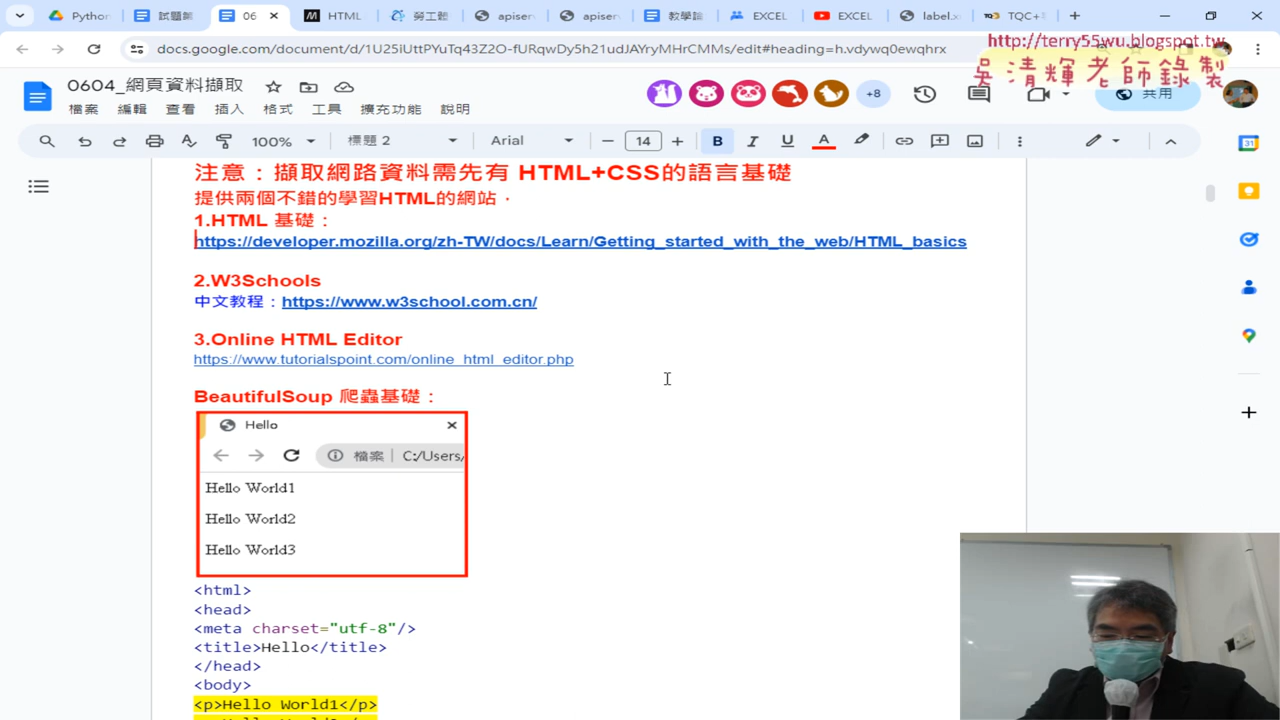 Python
試題
06
HTML
勞工
apiser
apiser
教學
EXCEL
EXCEL
label.x
TQC+
docs.google.com/document/d/1U25iUttPYuTq43Z2O-fURqwDy5h21udJAYryMHrCMMs/edit#heading=h.vdywq0ewqhrx
http://terry55wu.blogspot.tw
吳清輝老師錄製
0604_網頁資料擷取
檔案 編輯 查看 插入 格式 工具 擴充功能 說明
+8
共用
100% 標題 2 Arial 14 B I U A
31
注意：擷取網路資料需先有 HTML+CSS的語言基礎
提供兩個不錯的學習HTML的網站，
1.HTML 基礎：
https://developer.mozilla.org/zh-TW/docs/Learn/Getting_started_with_the_web/HTML_basics
2.W3Schools
中文教程：https://www.w3school.com.cn/
3.Online HTML Editor
https://www.tutorialspoint.com/online_html_editor.php
BeautifulSoup 爬蟲基礎：
Hello
檔案 C:/Users/
Hello World1
Hello World2
Hello World3
<html>
<head>
<meta charset="utf-8"/>
<title>Hello</title>
</head>
<body>
<p>Hello World1</p>